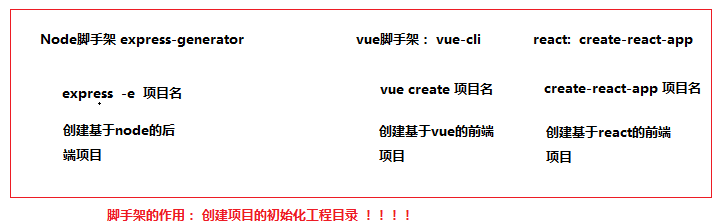 Node脚手架 express-generator
vue脚手架： vue-cli
react: create-react-app
express -e 项目名
vue create 项目名
create-react-app 项目名
创建基于node的后
端项目
创建基于vue的前端
项目
创建基于react的前端
项目
脚手架的作用： 创建项目的初始化工程目录 ！！！！